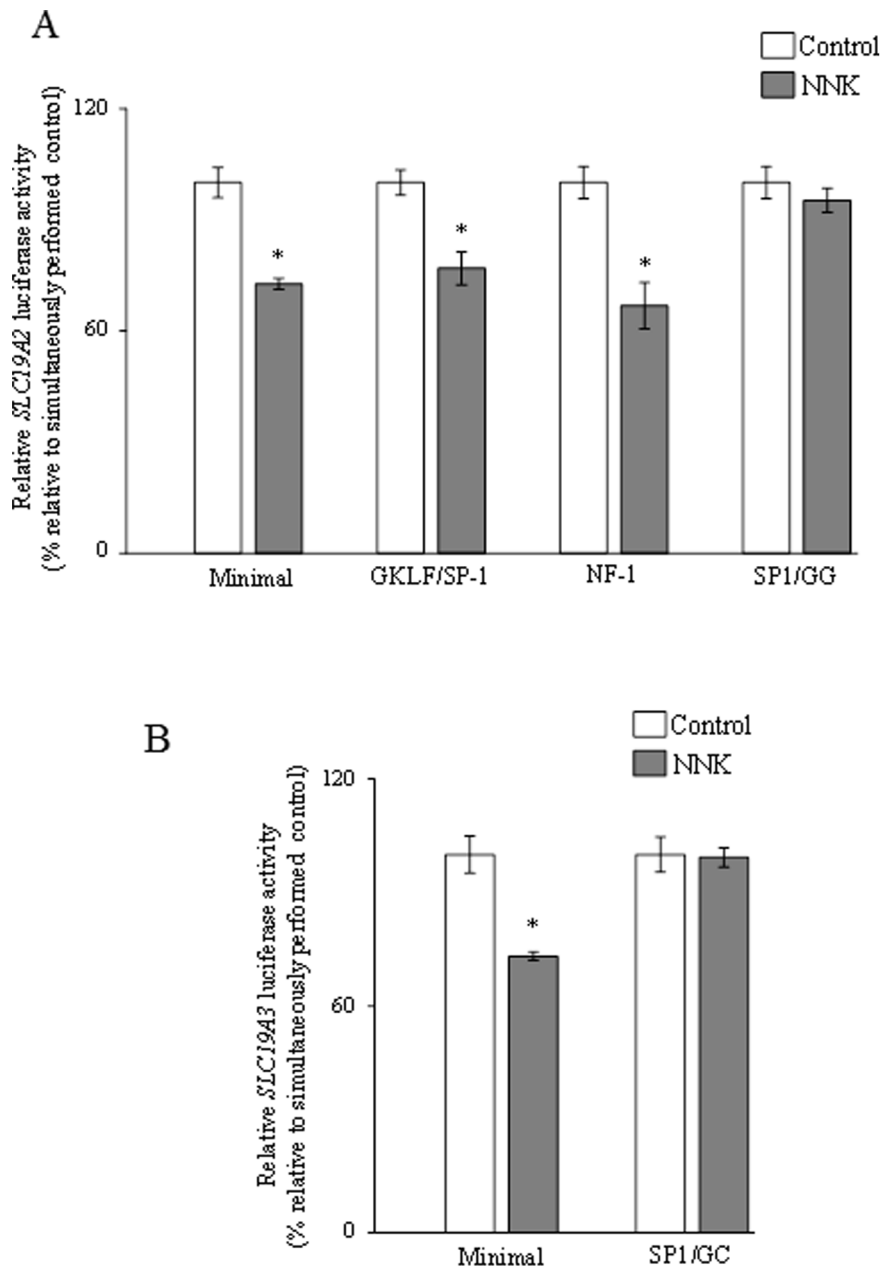 A
Control
NNK
Relative SLC19A2 luciferase activity
(% relative to simultaneously performed control)
120
60
0
*
*
*
Minimal
GKLF/SP-1
NF-1
SP1/GG
B
Control
NNK
Relative SLC19A3 luciferase activity
(% relative to simultaneously performed control)
120
60
0
*
Minimal
SP1/GC